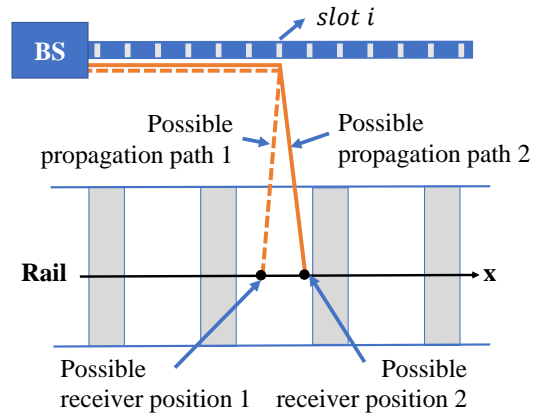 slot i
BS
Possible
propagation path 1
Possible
propagation path 2
Rail
x
Possible
receiver position 1
Possible
receiver position 2